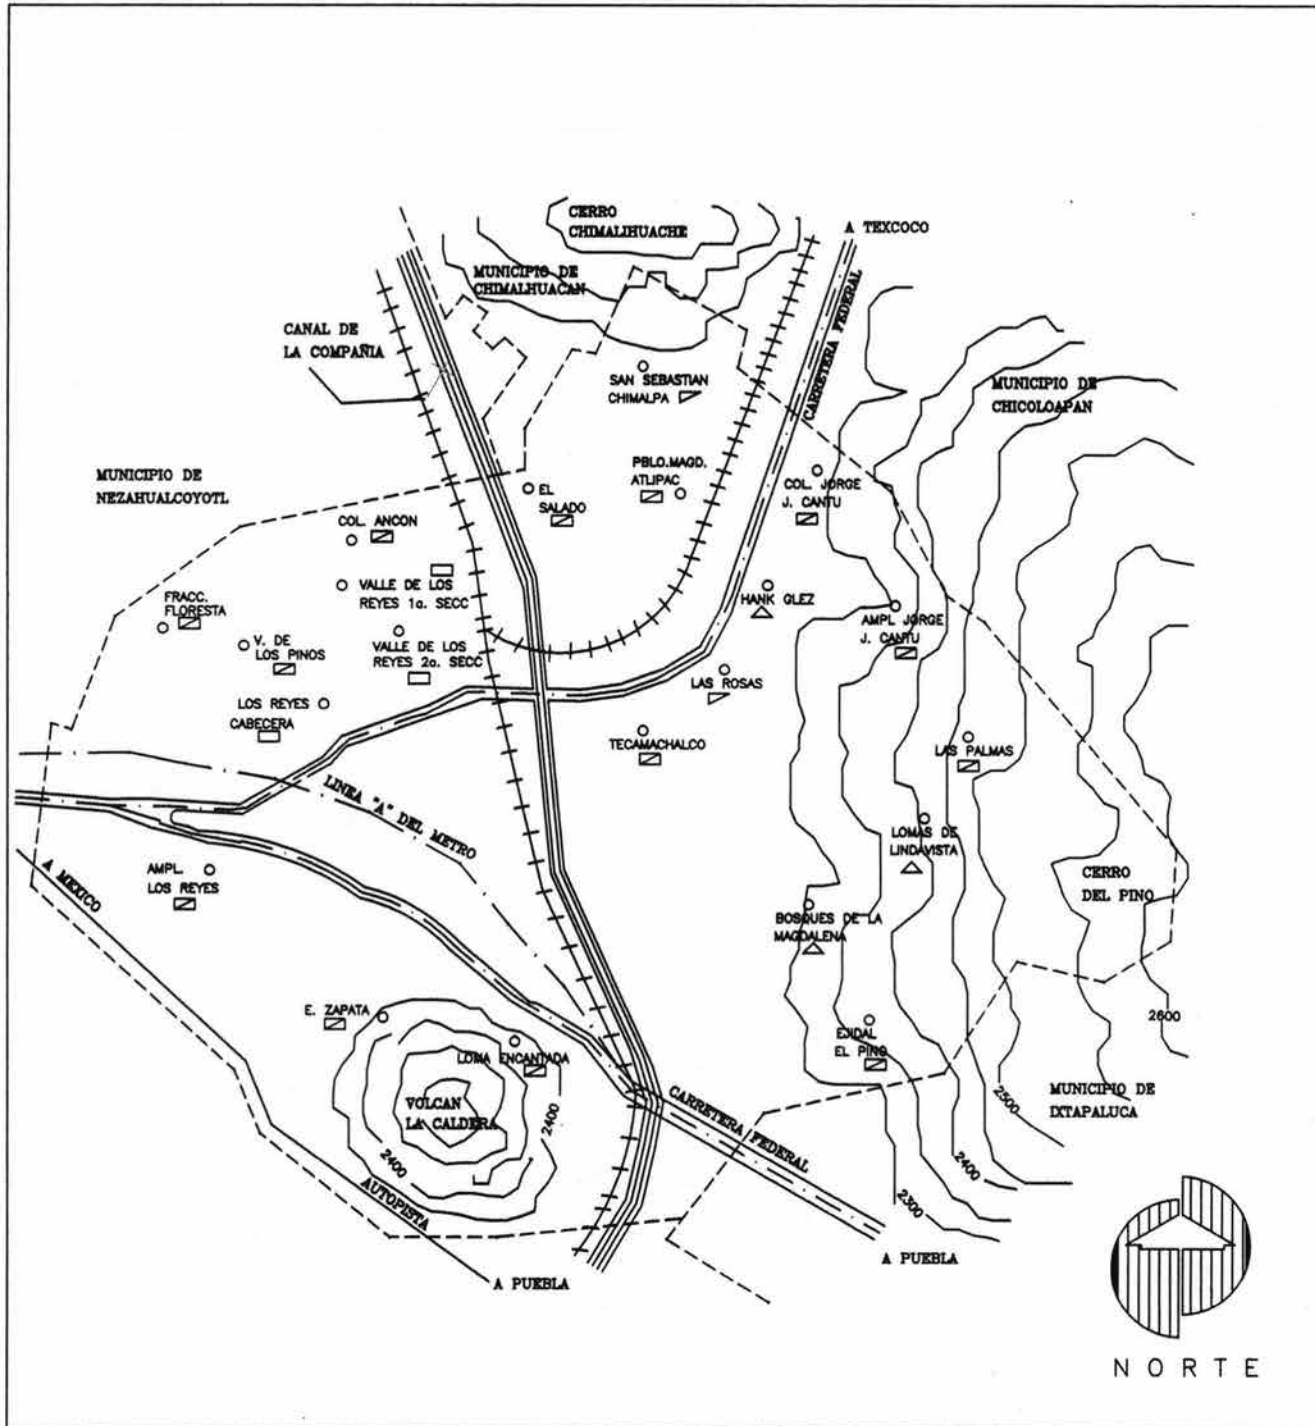 CERRO
CHIMALIHUACHE
A TEXCOCO
MUNICIPIO DE
CHIMALHUACAN
CANAL DE
LA COMPAÑIA
CARRETERA FEDERAL
SAN SEBASTIAN
CHIMALPA
MUNICIPIO DE
CHICOLOAPAN
MUNICIPIO DE
NEZAHUALCOYOTL
PBLO.MAGD.
ATLIPAC
COL. JORGE
J. CANTU
EL
SALADO
COL. ANCON
VALLE DE LOS
REYES 1a. SECC
HANK GLEZ
FRACC.
FLORESTA
AMPL JORGE
J. CANTU
V. DE
LOS PINOS
VALLE DE LOS
REYES 2a. SECC
LAS ROSAS
LOS REYES
CABECERA
TECAMACHALCO
LAS PALMAS
LINEA "A" DEL METRO
LOMAS DE
LINDAVISTA
A MEXICO
AMPL.
LOS REYES
CERRO
DEL PINO
BOSQUES DE LA
MAGDALENA
E. ZAPATA
2600
EJIDAL
EL PINO
LOMA ENCANTADA
VOLCAN
LA CALDERA
2400
2400
CARRETERA FEDERAL
2500
MUNICIPIO DE
IXTAPALUCA
2400
2300
AUTOPISTA
A PUEBLA
A PUEBLA
NORTE